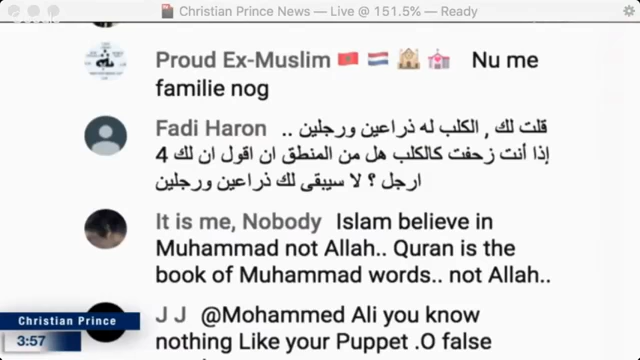 Christian Prince News — Live @ 151.5% — Ready
Proud Ex-Muslim 🇲🇦 🇳🇱 🕌 💒 Nu me
familie nog
Fadi Haron قلت لك , الكلب له ذراعين ورجلين ..
إذا أنت زحفت كالكلب هل من المنطق ان اقول ان لك 4
ارجل ؟ لا سيبقى لك ذراعين ورجلين
It is me, Nobody Islam believe in
Muhammad not Allah.. Quran is the
book of Muhammad words.. not Allah..
J J @Mohammed Ali you know
nothing Like your Puppet .O false
Christian Prince
3:57